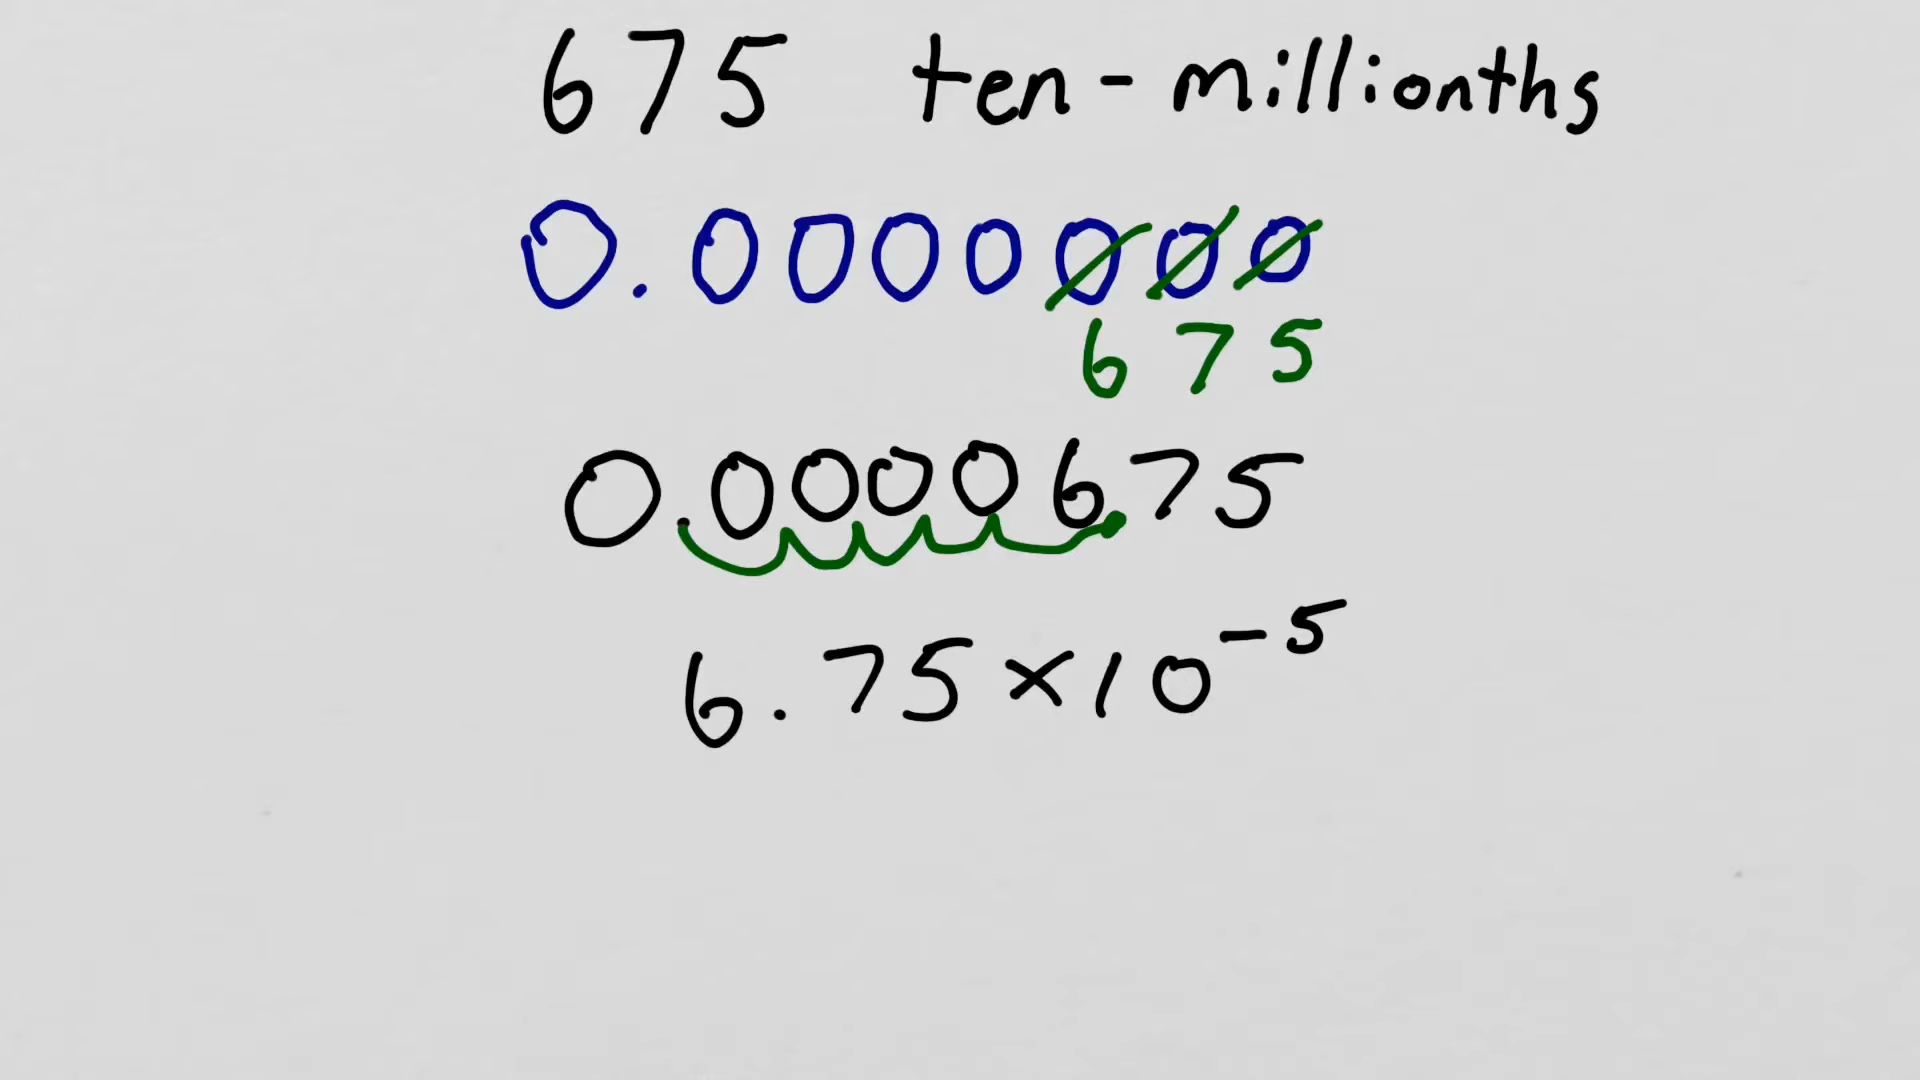 675 ten-millionths
0.0000000
675
0.0000675
6.75×10⁻⁵